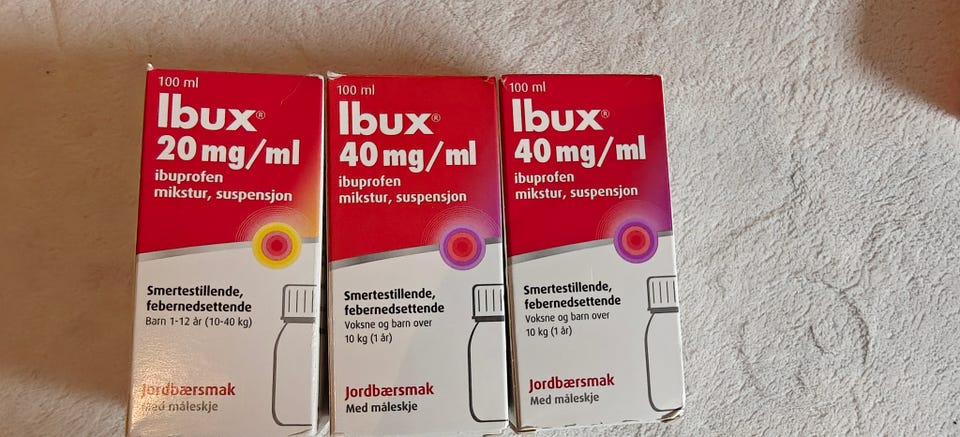 100 ml
Ibux®
20 mg/ml
ibuprofen
mikstur, suspensjon
Smertestillende,
febernedsettende
Barn 1-12 år (10-40 kg)
Jordbærsmak
Med måleskje
100 ml
Ibux®
40 mg/ml
ibuprofen
mikstur, suspensjon
Smertestillende,
febernedsettende
Voksne og barn over
10 kg (1 år)
Jordbærsmak
Med måleskje
100 ml
Ibux®
40 mg/ml
ibuprofen
mikstur, suspensjon
Smertestillende,
febernedsettende
Voksne og barn over
10 kg (1 år)
Jordbærsmak
Med måleskje